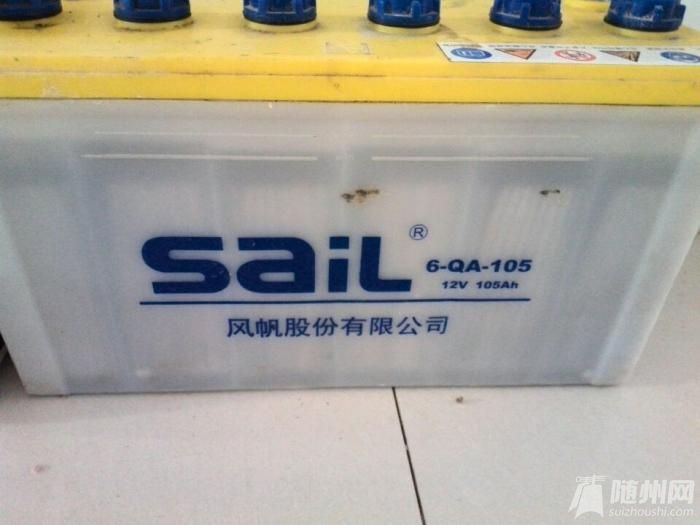 sail®
6-QA-105
12V 105Ah
风帆股份有限公司
随州网
suizhoushi.com